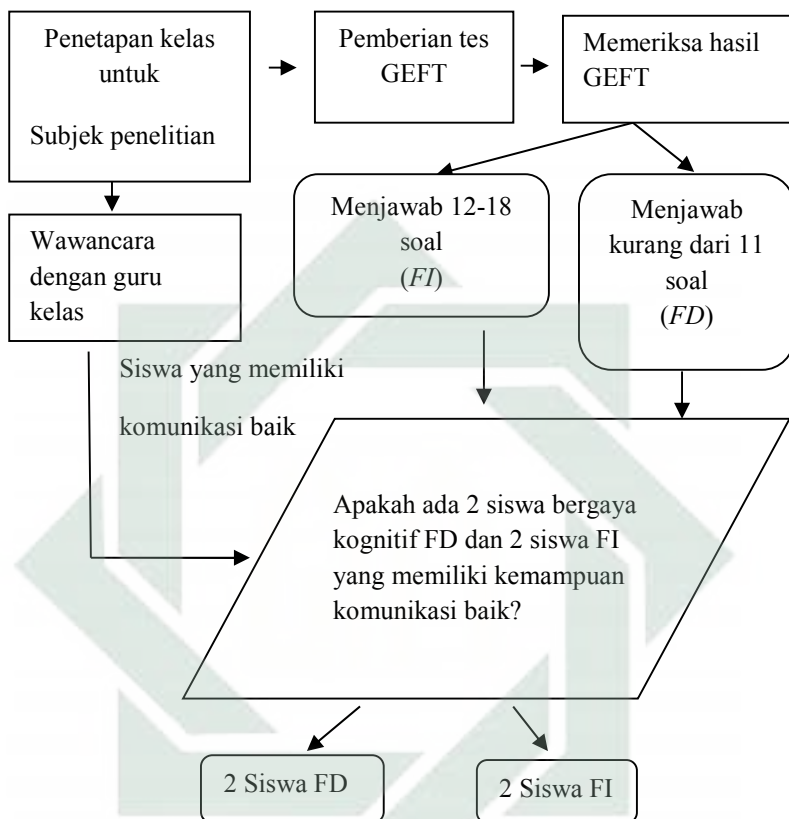 Penetapan kelas
untuk
Subjek penelitian
Pemberian tes
GEFT
Memeriksa hasil
GEFT
Menjawab 12-18
soal
(FI)
Menjawab
kurang dari 11
soal
(FD)
Wawancara
dengan guru
kelas
Siswa yang memiliki
komunikasi baik
Apakah ada 2 siswa bergaya
kognitif FD dan 2 siswa FI
yang memiliki kemampuan
komunikasi baik?
2 Siswa FD
2 Siswa FI